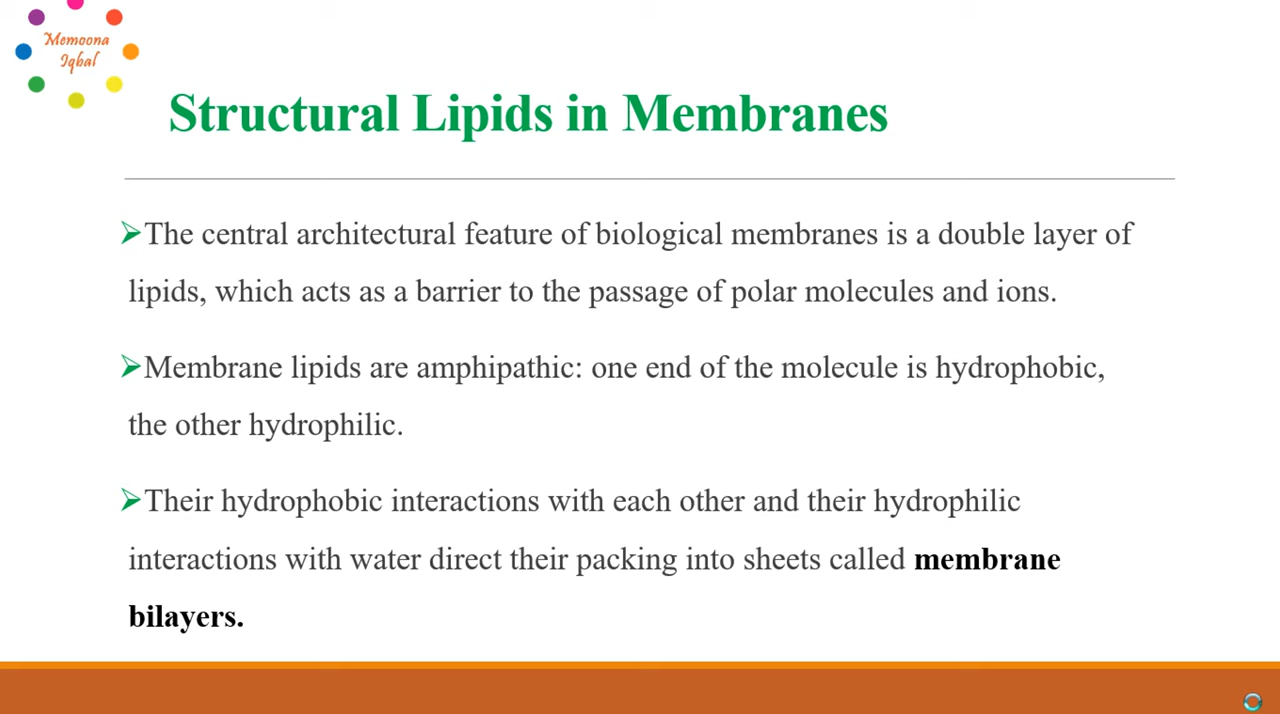 Memoona
Iqbal
Structural Lipids in Membranes
➢The central architectural feature of biological membranes is a double layer of
lipids, which acts as a barrier to the passage of polar molecules and ions.
➢Membrane lipids are amphipathic: one end of the molecule is hydrophobic,
the other hydrophilic.
➢Their hydrophobic interactions with each other and their hydrophilic
interactions with water direct their packing into sheets called membrane
bilayers.